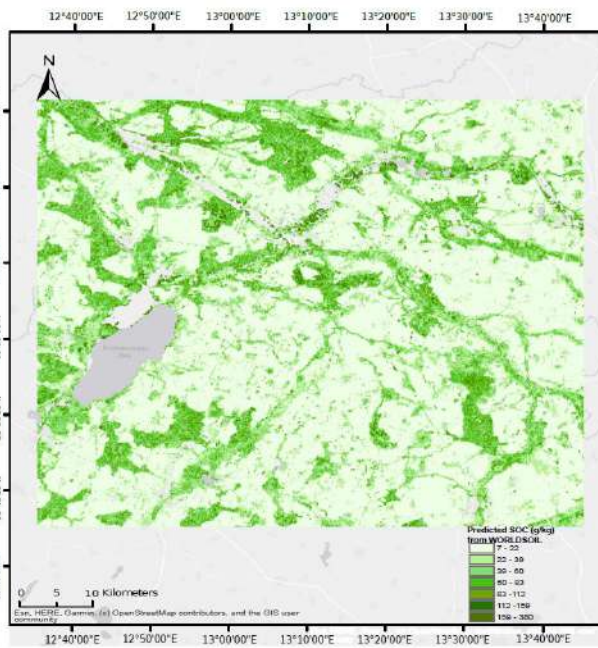 12°40'00"E 12°50'00"E 13°00'00"E 13°10'00"E 13°20'00"E 13°30'00"E 13°40'00"E
N
Predicted SOC (g/kg)
from WORLDSOIL
7 - 22
22 - 39
39 - 60
60 - 83
83 - 112
112 - 159
159 - 360
0 5 10 Kilometers
Esri, HERE, Garmin, (c) OpenStreetMap contributors, and the GIS user
community
12°40'00"E 12°50'00"E 13°00'00"E 13°10'00"E 13°20'00"E 13°30'00"E 13°40'00"E